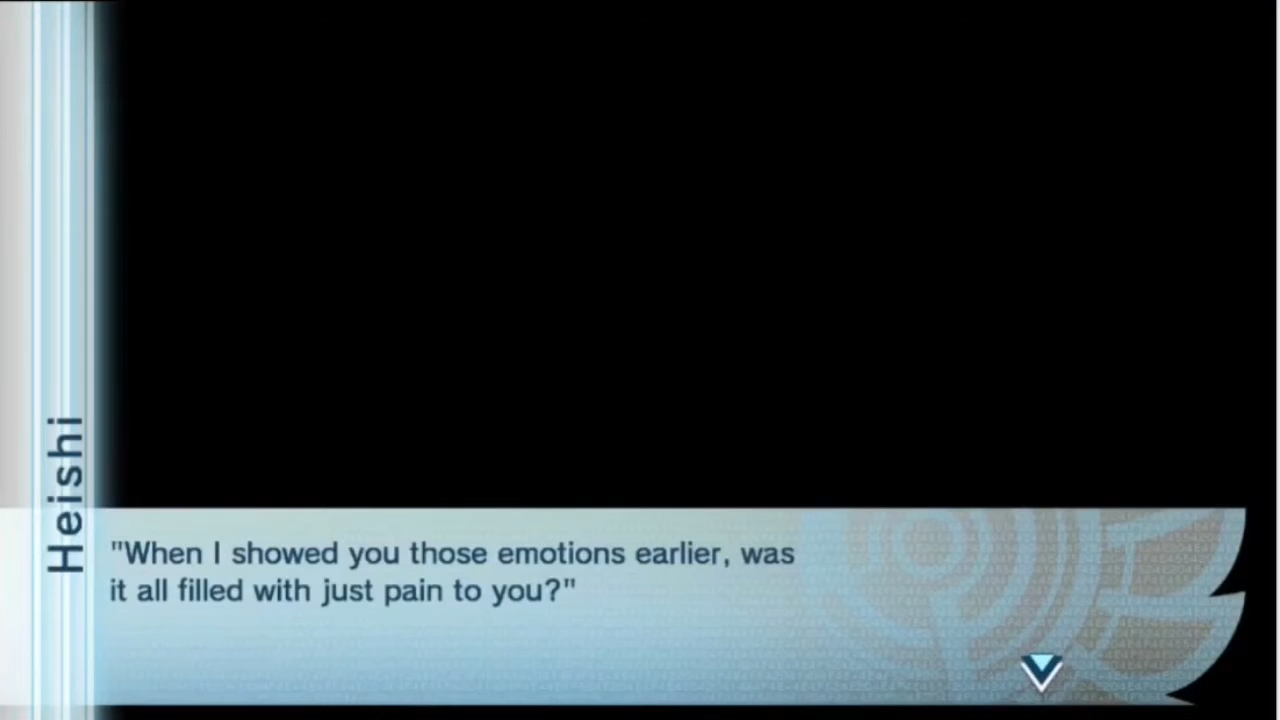 Heishi
"When I showed you those emotions earlier, was
it all filled with just pain to you?"